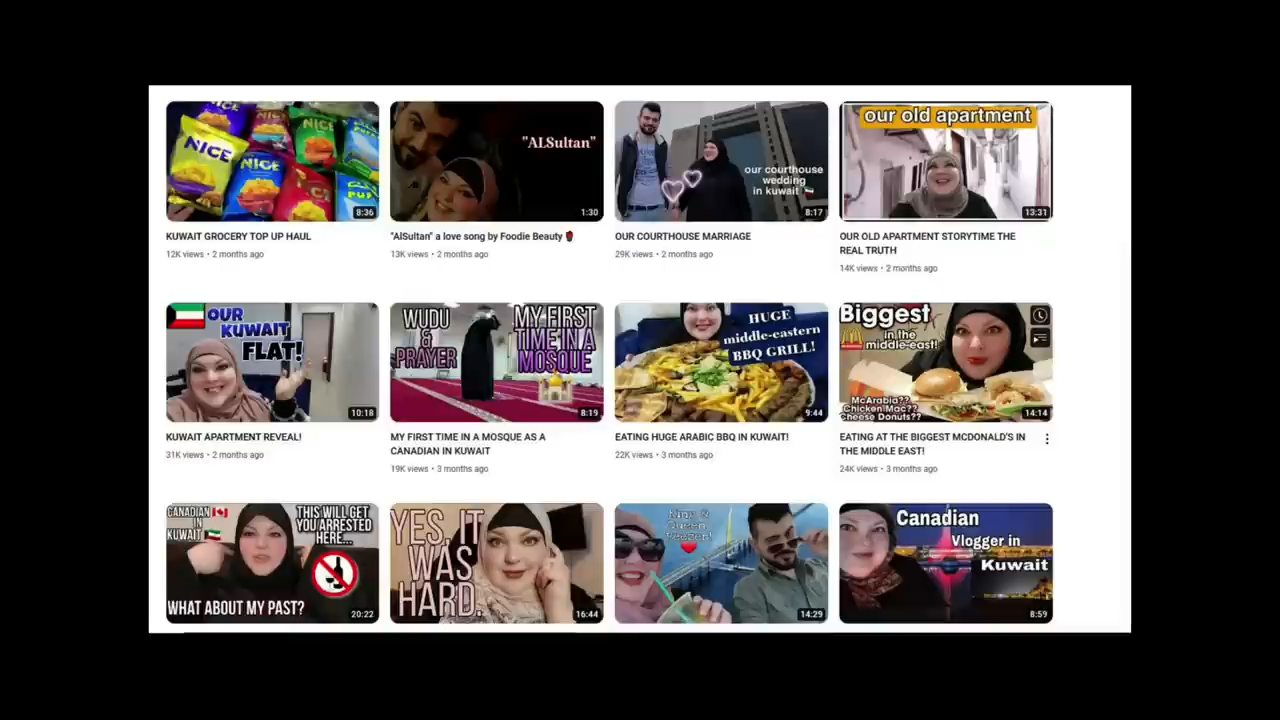 NICE
NICE
NICE
NICE
8:36
"ALSultan"
1:30
our courthouse
wedding
in kuwait
8:17
our old apartment
13:31
KUWAIT GROCERY TOP UP HAUL
12K views • 2 months ago
"AlSultan" a love song by Foodie Beauty 🌹
13K views • 2 months ago
OUR COURTHOUSE MARRIAGE
29K views • 2 months ago
OUR OLD APARTMENT STORYTIME THE
REAL TRUTH
14K views • 2 months ago
OUR
KUWAIT
FLAT!
10:18
WUDU
&
PRAYER
MY FIRST
TIME IN A
MOSQUE
8:19
HUGE
middle-eastern
BBQ GRILL!
9:44
Biggest
in the
middle-east!
McArabia??
Chicken Mac??
Cheese Donuts??
14:14
KUWAIT APARTMENT REVEAL!
31K views • 2 months ago
MY FIRST TIME IN A MOSQUE AS A
CANADIAN IN KUWAIT
19K views • 3 months ago
EATING HUGE ARABIC BBQ IN KUWAIT!
22K views • 3 months ago
EATING AT THE BIGGEST MCDONALD'S IN
THE MIDDLE EAST!
24K views • 3 months ago
CANADIAN
IN
KUWAIT
THIS WILL GET
YOU ARRESTED
HERE...
WHAT ABOUT MY PAST?
20:22
YES, IT
WAS
HARD.
16:44
King &
Queen
14:29
Canadian
Vlogger in
Kuwait
8:59